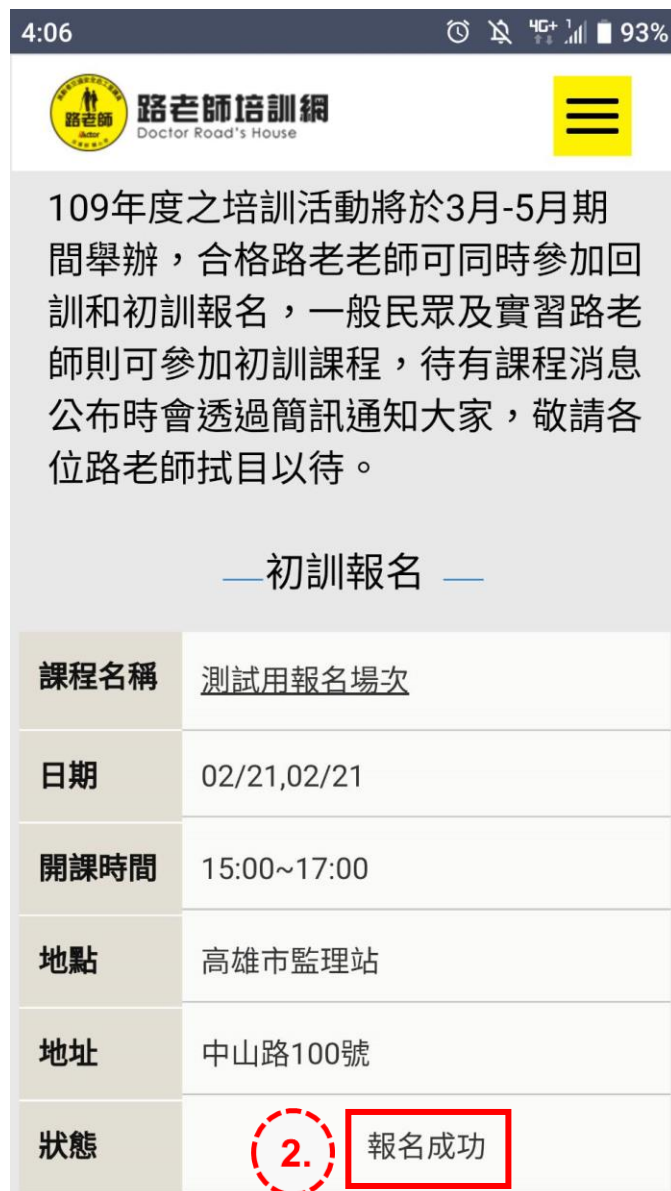 4:06
4G+
93%
路老師
路老師培訓網
Doctor Road's House
109年度之培訓活動將於3月-5月期
間舉辦，合格路老老師可同時參加回
訓和初訓報名，一般民眾及實習路老
師則可參加初訓課程，待有課程消息
公布時會透過簡訊通知大家，敬請各
位路老師拭目以待。
初訓報名
課程名稱 測試用報名場次
日期 02/21,02/21
開課時間 15:00~17:00
地點 高雄市監理站
地址 中山路100號
狀態 2. 報名成功